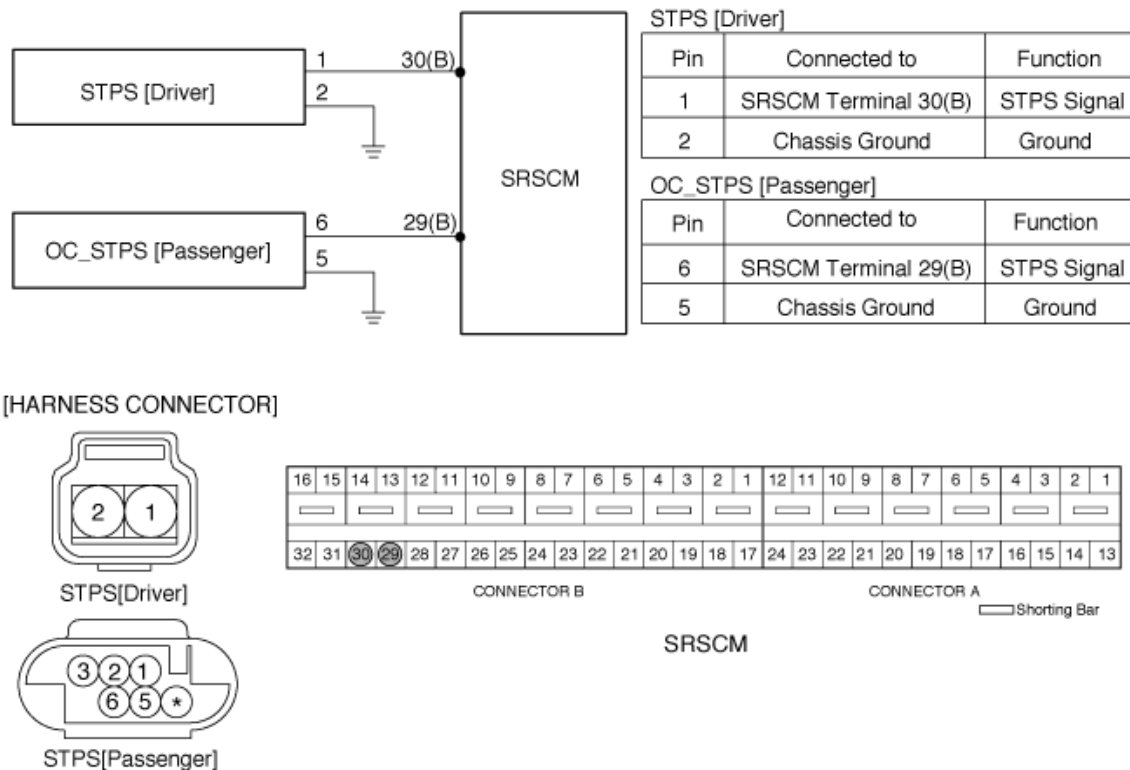 STPS [Driver]
1
30(B)
2
OC_STPS [Passenger]
6
29(B)
5
SRSCM
STPS [Driver]
Pin Connected to Function
1 SRSCM Terminal 30(B) STPS Signal
2 Chassis Ground Ground
OC_STPS [Passenger]
Pin Connected to Function
6 SRSCM Terminal 29(B) STPS Signal
5 Chassis Ground Ground
[HARNESS CONNECTOR]
2 1
STPS[Driver]
3 2 1
6 5 *
STPS[Passenger]
16 15 14 13 12 11 10 9 8 7 6 5 4 3 2 1 12 11 10 9 8 7 6 5 4 3 2 1
32 31 30 29 28 27 26 25 24 23 22 21 20 19 18 17 24 23 22 21 20 19 18 17 16 15 14 13
CONNECTOR B CONNECTOR A
Shorting Bar
SRSCM